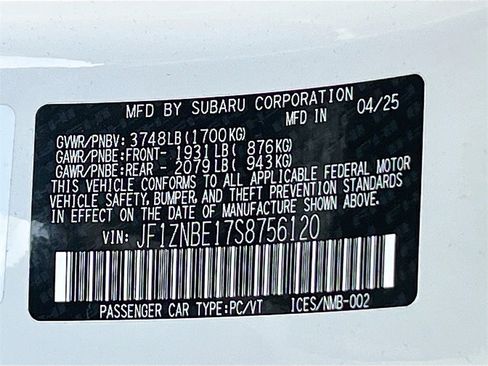 MFD BY SUBARU CORPORATION
MFD IN 04/25
GVWR/PNBV: 3748LB(1700KG)
GAWR/PNBE:FRONT- 1931LB( 876KG)
GAWR/PNBE:REAR - 2079LB( 943KG)
THIS VEHICLE CONFORMS TO ALL APPLICABLE FEDERAL MOTOR
VEHICLE SAFETY, BUMPER, AND THEFT PREVENTION STANDARDS
IN EFFECT ON THE DATE OF MANUFACTURE SHOWN ABOVE.
VIN: JF1ZNBE17S8756120
PASSENGER CAR TYPE:PC/VT ICES/NMB-002